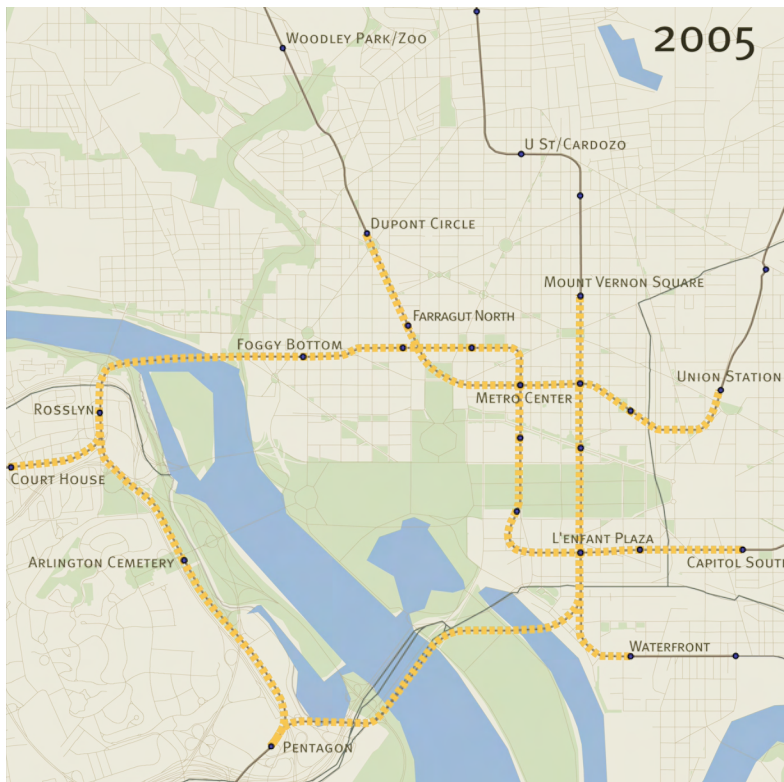 2005
Woodley Park/Zoo
U St/Cardozo
Dupont Circle
Mount Vernon Square
Farragut North
Foggy Bottom
Union Station
Metro Center
Rosslyn
Court House
L'Enfant Plaza
Arlington Cemetery
Capitol South
Waterfront
Pentagon